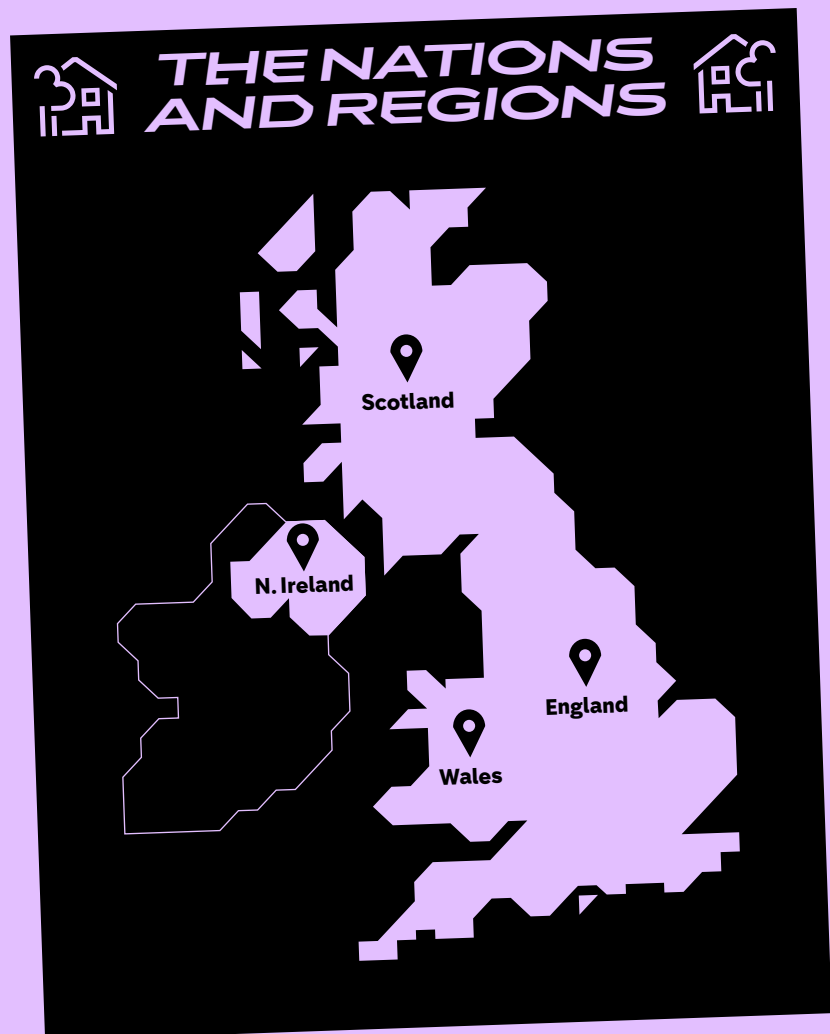 THE NATIONS
AND REGIONS
Scotland
N. Ireland
England
Wales